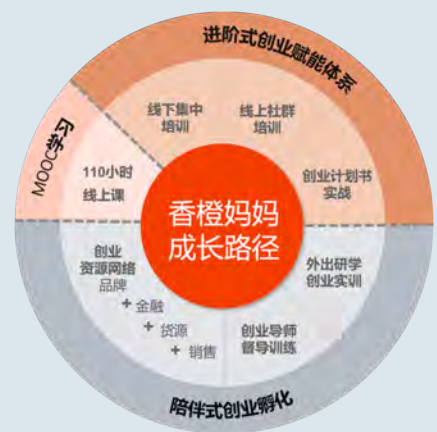 进阶式创业赋能体系
线下集中
培训
线上社群
培训
MOOC学习
110小时
线上课
创业计划书
实战
香橙妈妈
成长路径
创业
资源网络
品牌
+ 金融
+ 货源
+ 销售
外出研学
创业实训
创业导师
督导训练
陪伴式创业孵化